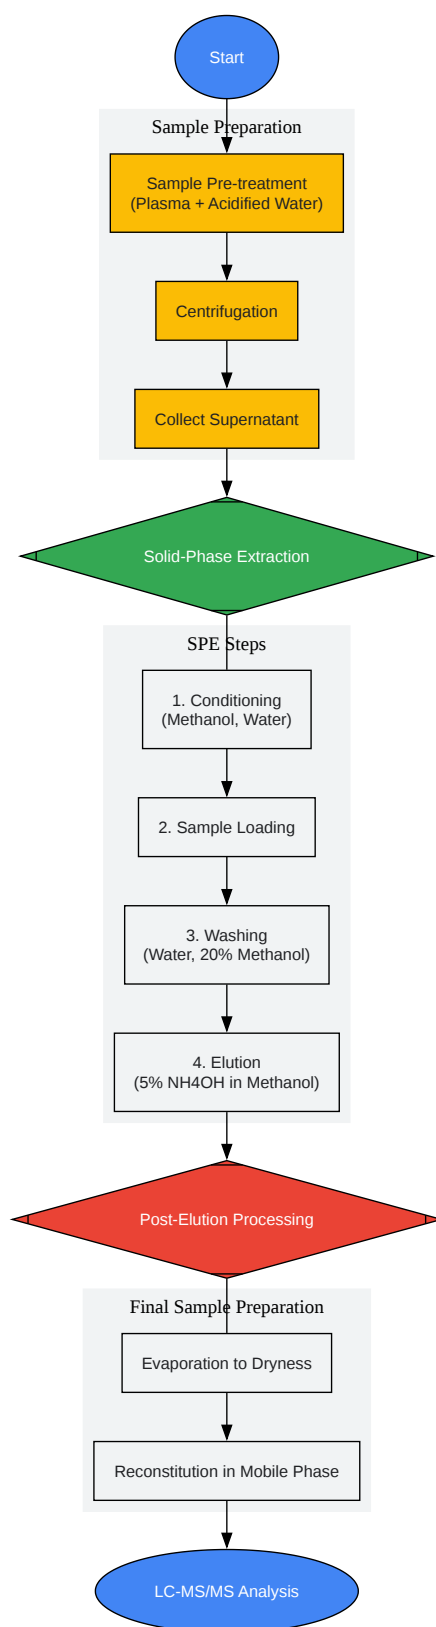 Start
Sample Preparation
Sample Pre-treatment
(Plasma + Acidified Water)
Centrifugation
Collect Supernatant
Solid-Phase Extraction
SPE Steps
1. Conditioning
(Methanol, Water)
2. Sample Loading
3. Washing
(Water, 20% Methanol)
4. Elution
(5% NH4OH in Methanol)
Post-Elution Processing
Final Sample Preparation
Evaporation to Dryness
Reconstitution in Mobile Phase
LC-MS/MS Analysis